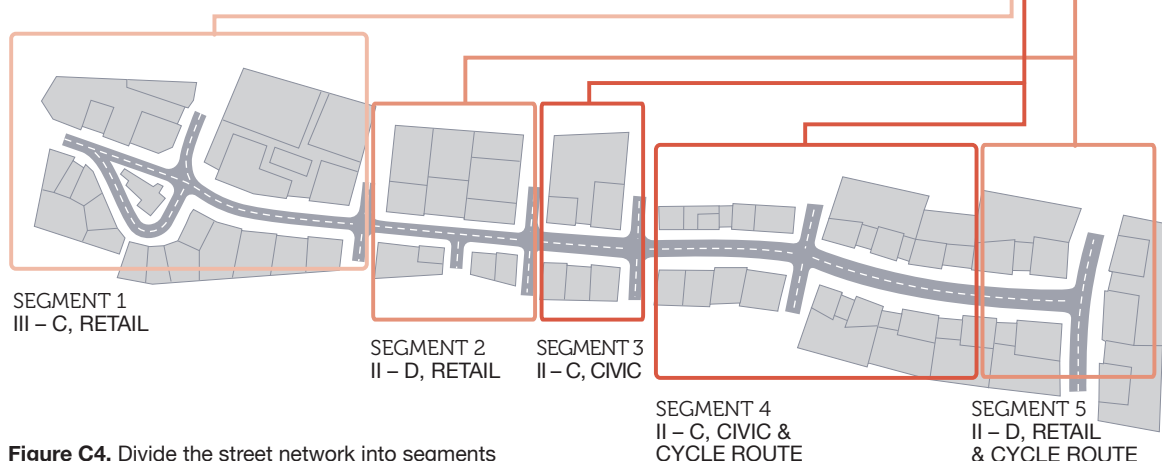 SEGMENT 1
III – C, RETAIL
SEGMENT 2
II – D, RETAIL
SEGMENT 3
II – C, CIVIC
SEGMENT 4
II – C, CIVIC &
CYCLE ROUTE
SEGMENT 5
II – D, RETAIL
& CYCLE ROUTE
Figure C4. Divide the street network into segments